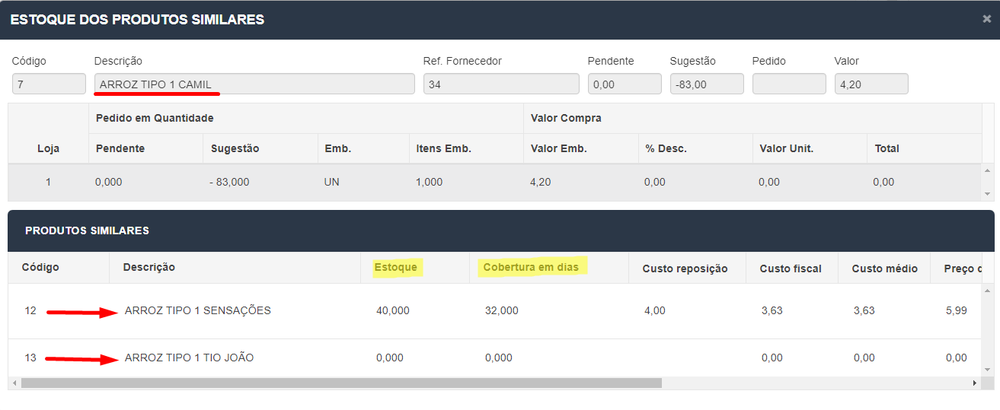 ESTOQUE DOS PRODUTOS SIMILARES ×
Código Descrição Ref. Fornecedor Pendente Sugestão Pedido Valor
7 ARROZ TIPO 1 CAMIL 34 0,00 -83,00 4,20
Pedido em Quantidade Valor Compra
Loja Pendente Sugestão Emb. Itens Emb. Valor Emb. % Desc. Valor Unit. Total
1 0,000 - 83,000 UN 1,000 4,20 0,00 0,00 0,00
PRODUTOS SIMILARES
Código Descrição Estoque Cobertura em dias Custo reposição Custo fiscal Custo médio Preço
12 ARROZ TIPO 1 SENSAÇÕES 40,000 32,000 4,00 3,63 3,63 5,99
13 ARROZ TIPO 1 TIO JOÃO 0,000 0,000 0,00 0,00 0,00